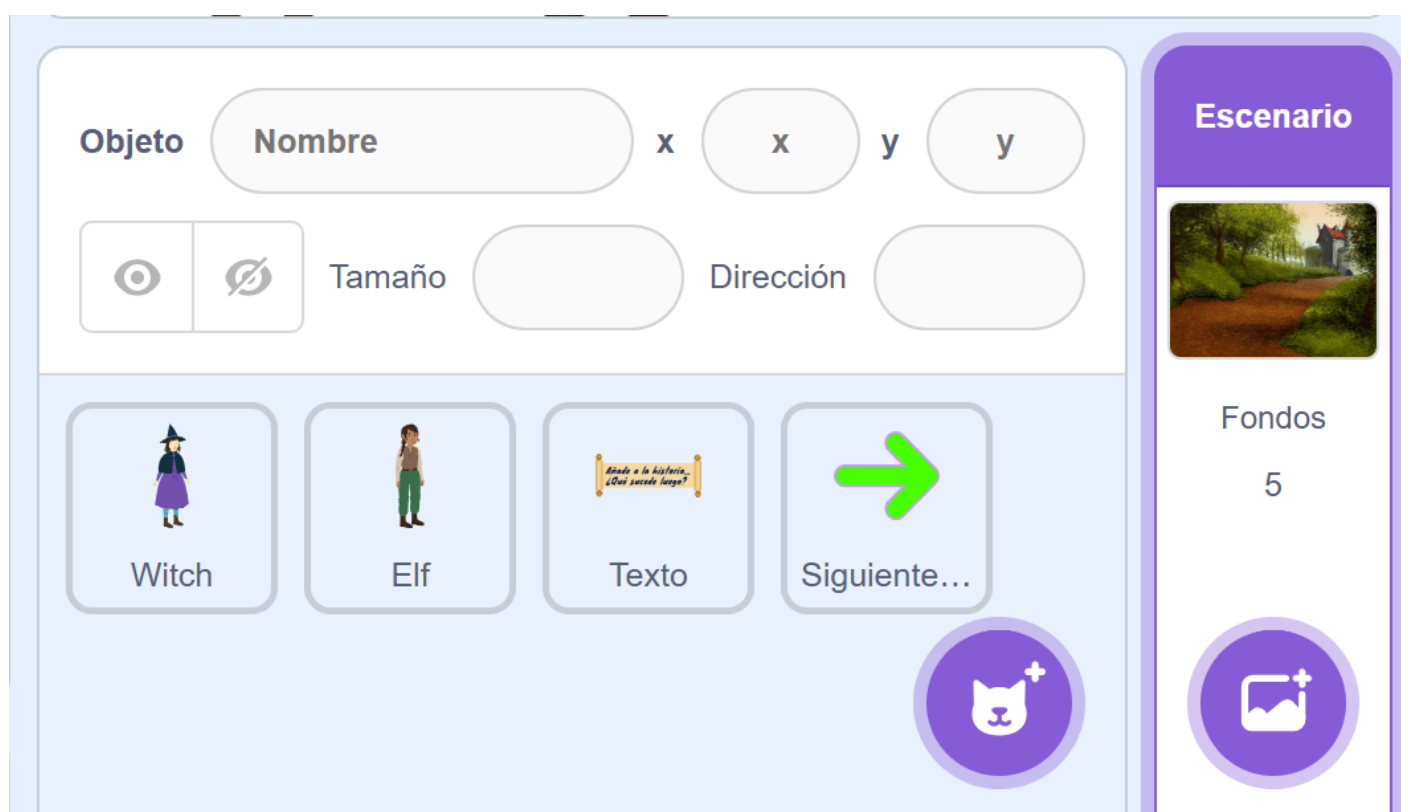 Objeto Nombre x x y y
Escenario
Tamaño Dirección
Fondos
5
Añade a la historia...
¿Qué sucede luego?
Witch Elf Texto Siguiente...